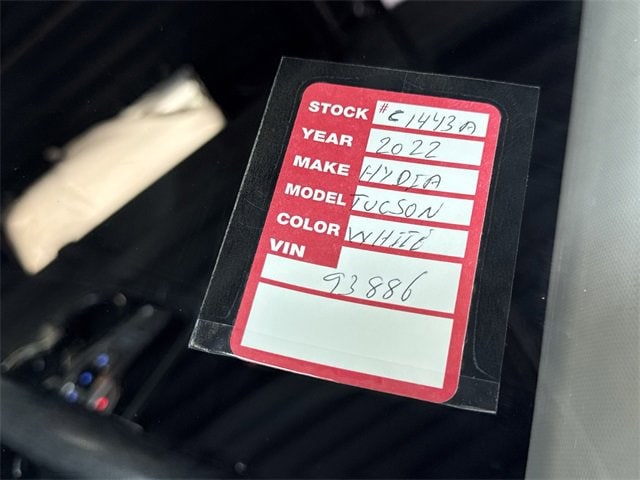 STOCK #C1443A
YEAR 2022
MAKE HYDIA
MODEL TUCSON
COLOR WHITE
VIN
93886